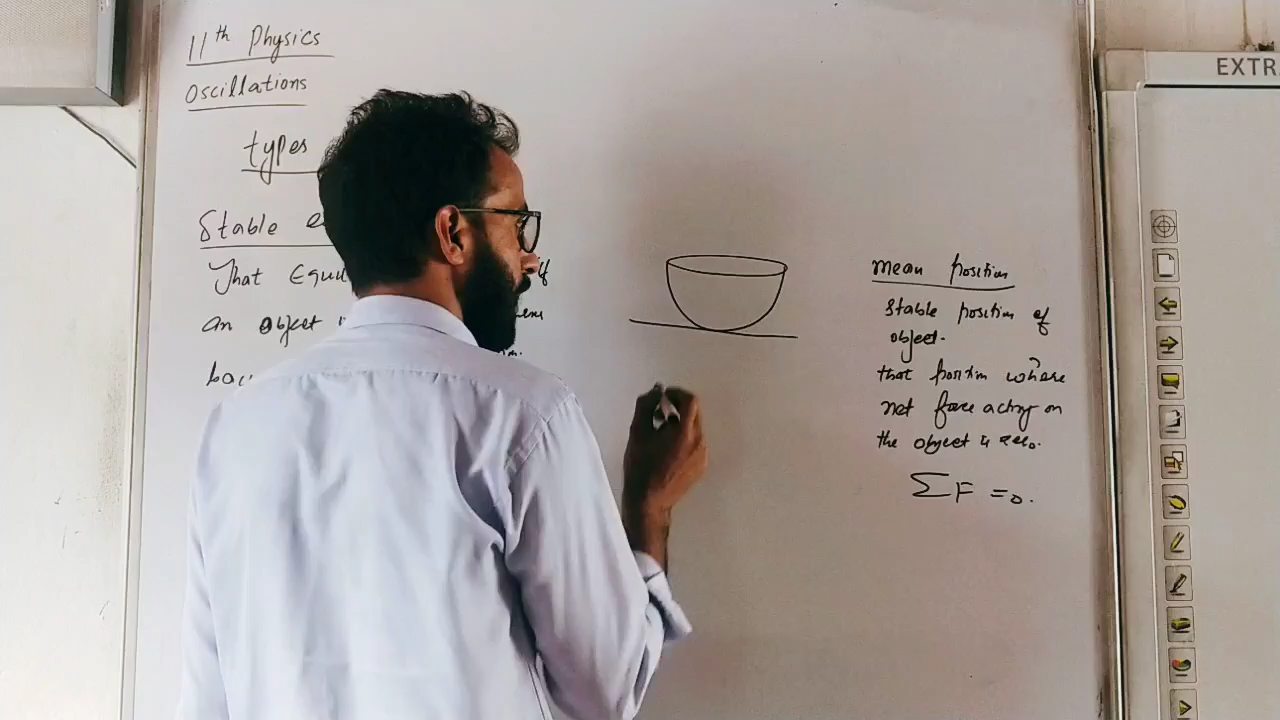 11th Physics
Oscillations
types
Stable
That
an object
mean position
Stable position of
object.
that position where
net force acting on
the object is zero.
ΣF = 0.
EXTR